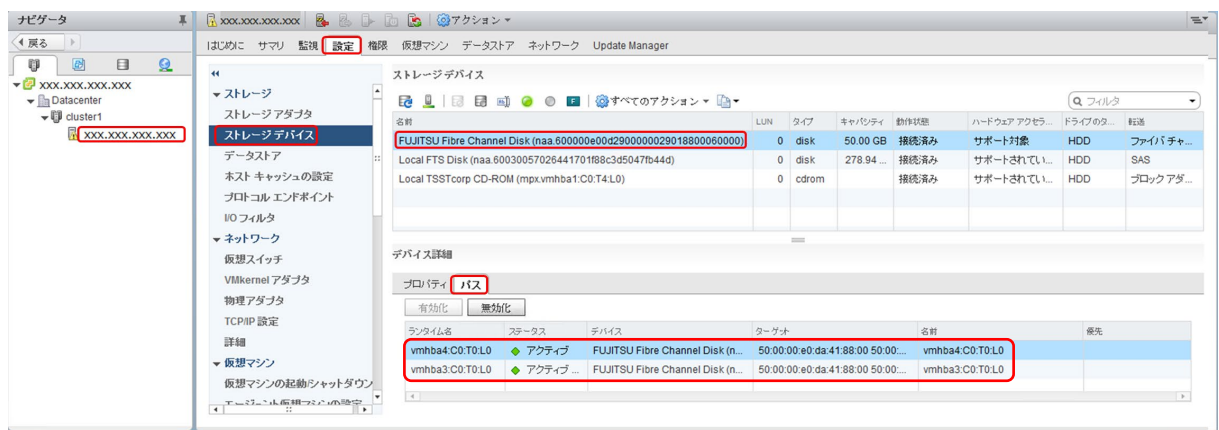 ナビゲータ
戻る
xxx.xxx.xxx.xxx
Datacenter
cluster1
xxx.xxx.xxx.xxx
xxx.xxx.xxx.xxx アクション
はじめに サマリ 監視 設定 権限 仮想マシン データストア ネットワーク Update Manager
ストレージ
ストレージ アダプタ
ストレージ デバイス
データストア
ホスト キャッシュの設定
プロトコル エンドポイント
I/O フィルタ
ネットワーク
仮想スイッチ
VMkernel アダプタ
物理アダプタ
TCP/IP 設定
詳細
仮想マシン
仮想マシンの起動/シャットダウン
エージェント仮想マシンの設定
ストレージ デバイス
すべてのアクション フィルタ
名前 LUN タイプ キャパシティ 動作状態 ハードウェア アクセラ... ドライブのタ... 転送
FUJITSU Fibre Channel Disk (naa.600000e00d2900000029018800060000) 0 disk 50.00 GB 接続済み サポート対象 HDD ファイバ チャ...
Local FTS Disk (naa.60030057026441701f88c3d5047fb44d) 0 disk 278.94 ... 接続済み サポートされてい... HDD SAS
Local TSSTcorp CD-ROM (mpx.vmhba1:C0:T4:L0) 0 cdrom 接続済み サポートされてい... HDD ブロック アダ...
デバイス詳細
プロパティ パス
有効化 無効化
ランタイム名 ステータス デバイス ターゲット 名前 優先
vmhba4:C0:T0:L0 アクティブ FUJITSU Fibre Channel Disk (n... 50:00:00:e0:da:41:88:00 50:00:... vmhba4:C0:T0:L0
vmhba3:C0:T0:L0 アクティブ ... FUJITSU Fibre Channel Disk (n... 50:00:00:e0:da:41:88:00 50:00:... vmhba3:C0:T0:L0